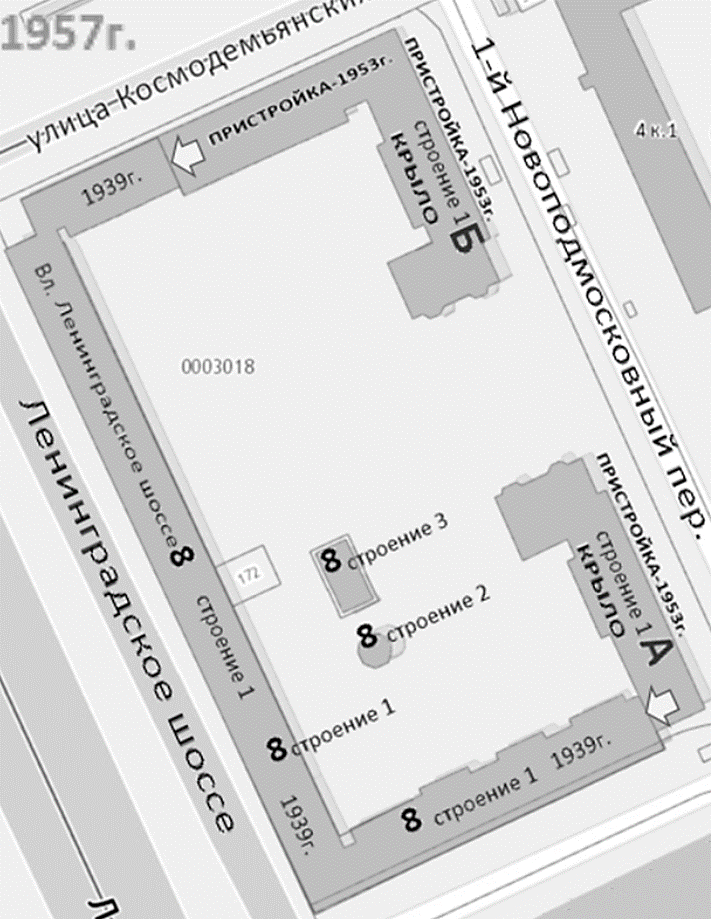 1957г.
улица Космодемьянских
ПРИСТРОЙКА-1953г.
1939г.
ПРИСТРОЙКА-1953г.
строение 1
КРЫЛО
Б
1-й Новоподмосковный пер.
4 к.1
Вл. Ленинградское шоссе 8
0003018
Ленинградское шоссе
172
8 строение 3
8 строение 2
строение 1
8 строение 1
1939г.
8 строение 1 1939г.
ПРИСТРОЙКА-1953г.
строение 1
КРЫЛО
А